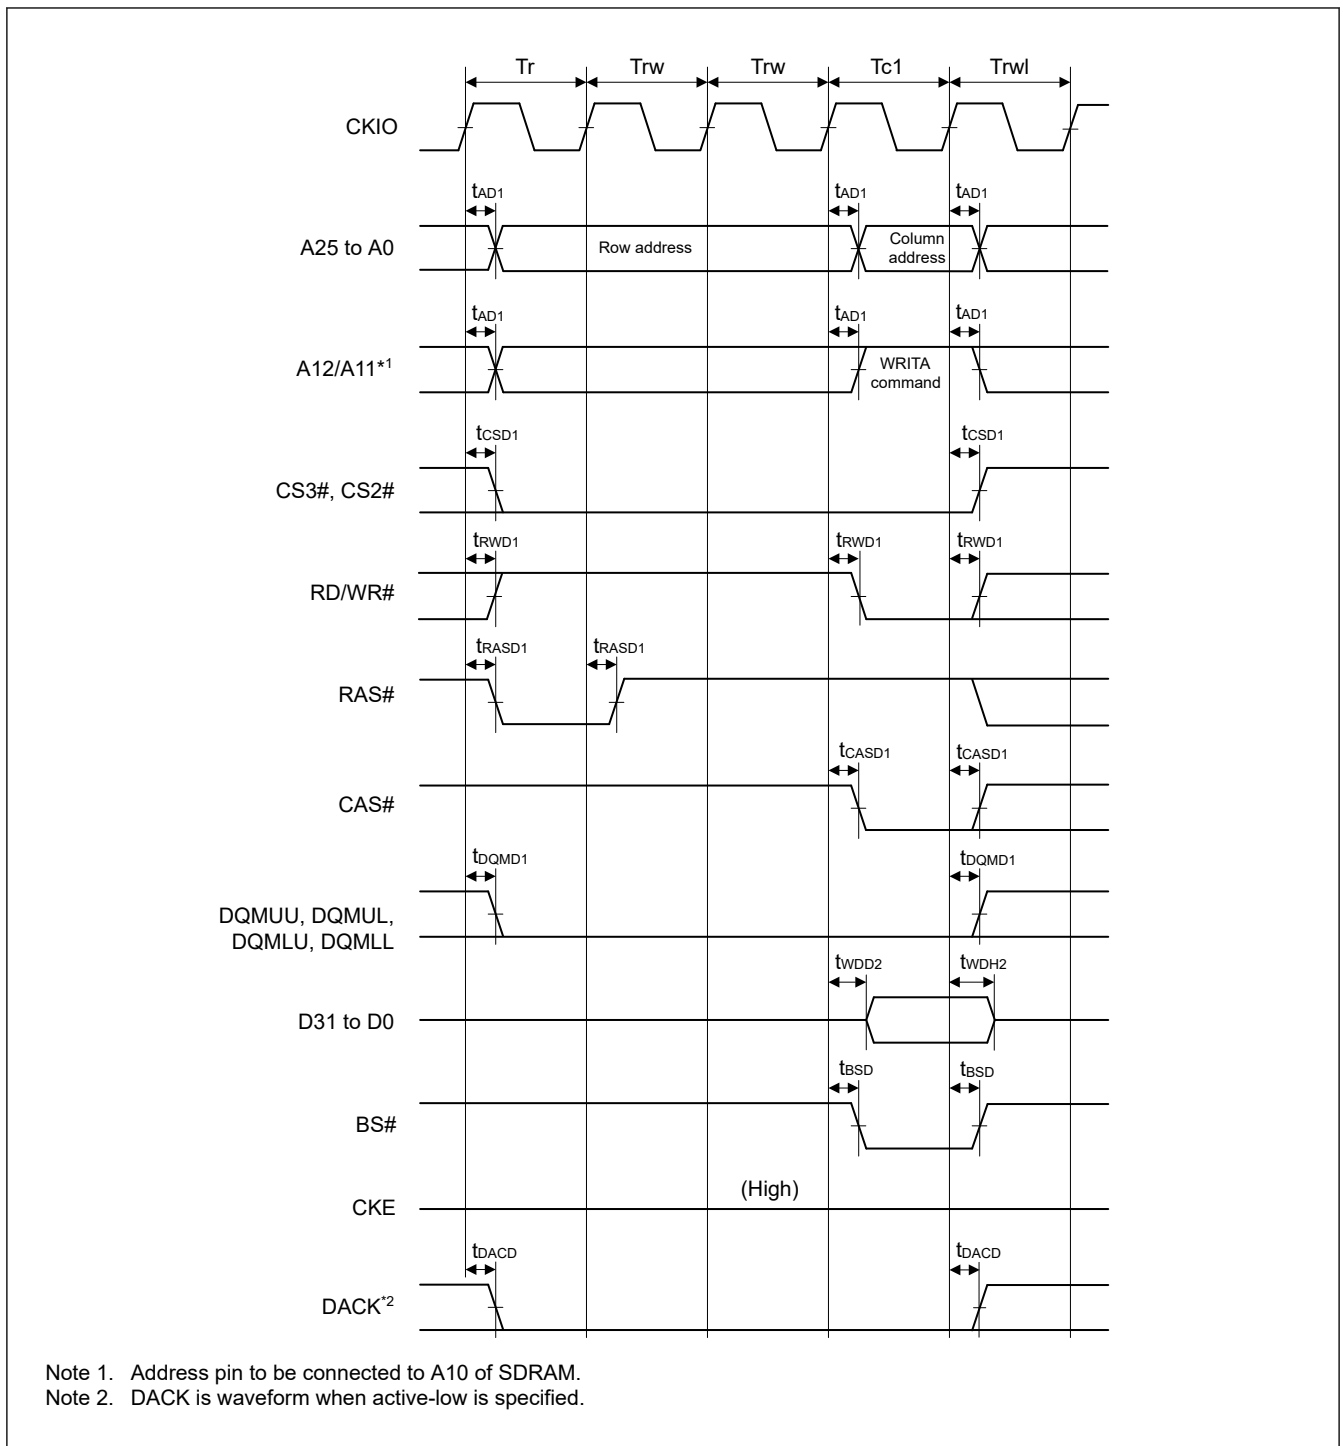 Tr Trw Trw Tc1 Trwl
CKIO
tAD1 tAD1 tAD1
A25 to A0
Row address
Column
address
tAD1 tAD1 tAD1
A12/A11*1
WRITA
command
tCSD1 tCSD1
CS3#, CS2#
tRWD1 tRWD1 tRWD1
RD/WR#
tRASD1 tRASD1
RAS#
tCASD1 tCASD1
CAS#
tDQMD1 tDQMD1
DQMUU, DQMUL,
DQMLU, DQMLL
tWDD2 tWDH2
D31 to D0
tBSD tBSD
BS#
(High)
CKE
tDACD tDACD
DACK*2
Note 1. Address pin to be connected to A10 of SDRAM.
Note 2. DACK is waveform when active-low is specified.